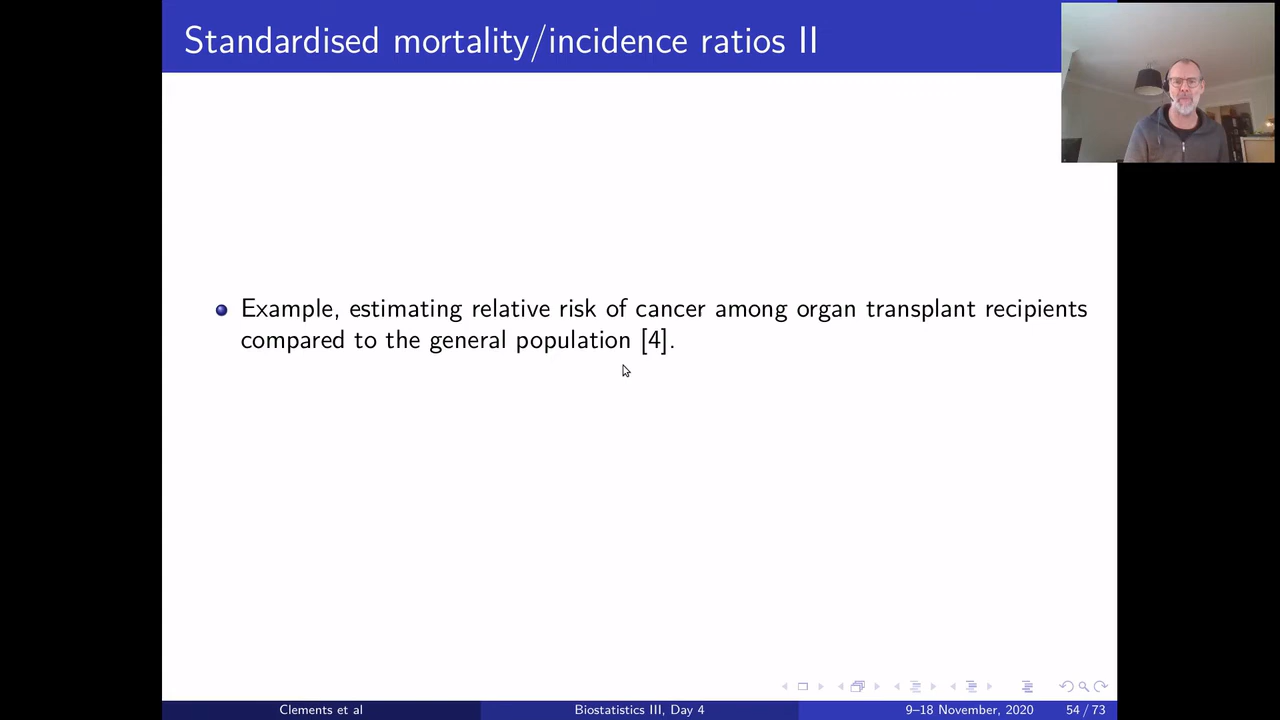 Standardised mortality/incidence ratios II
Example, estimating relative risk of cancer among organ transplant recipients
compared to the general population [4].
Clements et al
Biostatistics III, Day 4
9–18 November, 2020
54 / 73